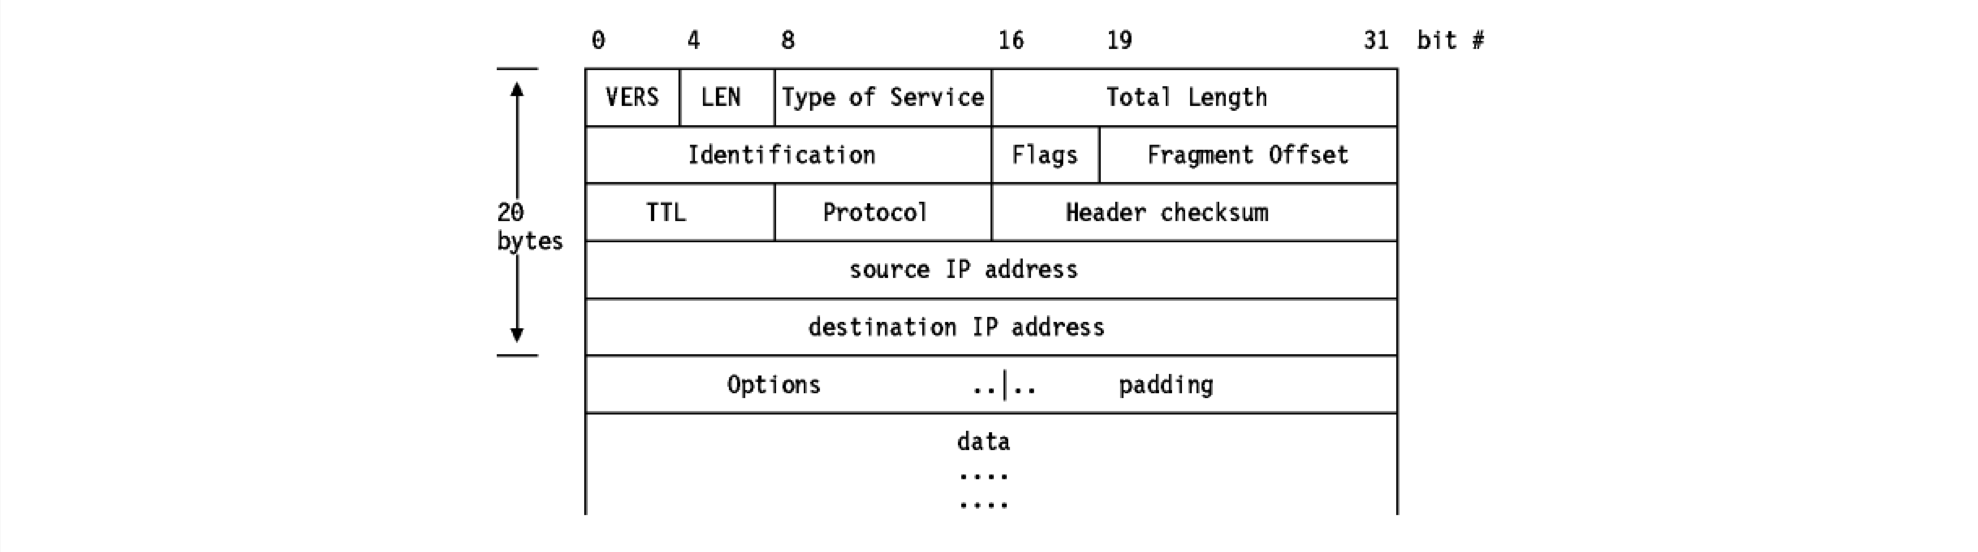 0 4 8 16 19 31 bit #
VERS LEN Type of Service Total Length
Identification Flags Fragment Offset
TTL Protocol Header checksum
20
bytes
source IP address
destination IP address
Options ..|.. padding
data
....
....